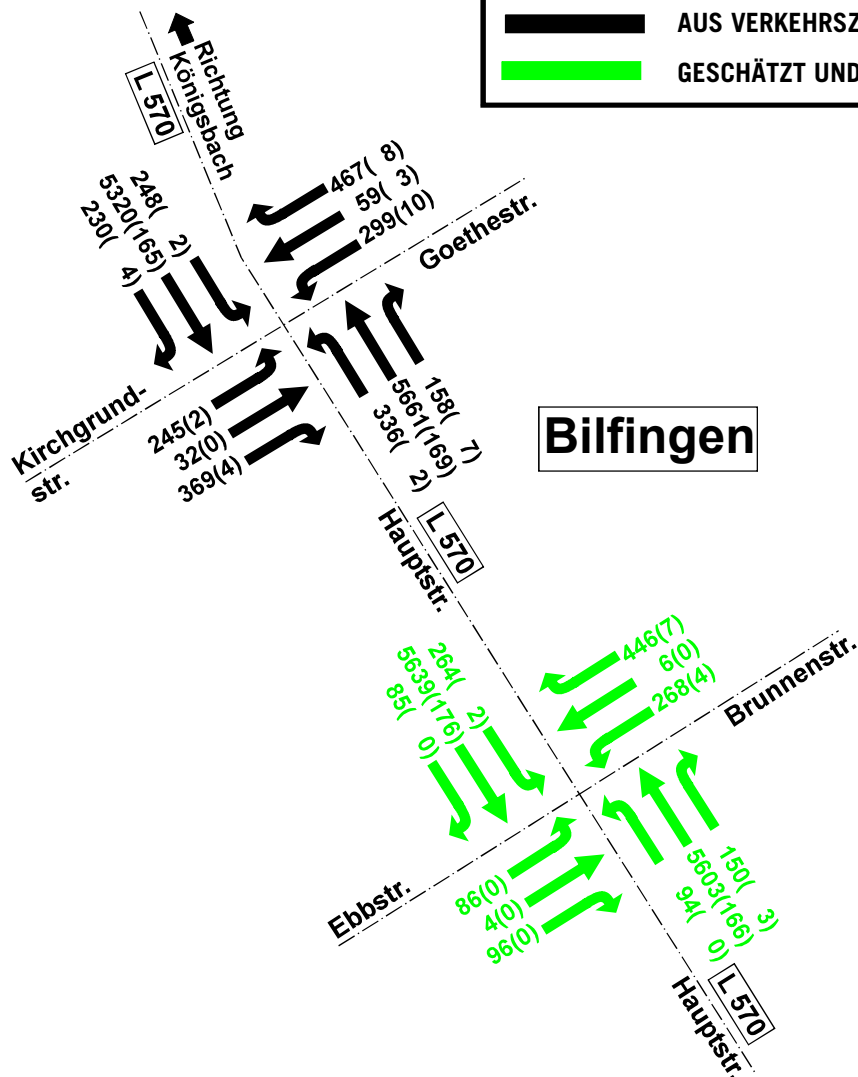 AUS VERKEHRSZ
GESCHÄTZT UND
Richtung
Königsbach
L 570
467( 8)
59( 3)
299(10)
Goethestr.
248( 2)
5320(165)
230( 4)
Kirchgrund-
str.
245(2)
32(0)
369(4)
158( 7)
5661(169)
336( 2)
Bilfingen
L 570
Hauptstr.
446(7)
6(0)
268(4)
Brunnenstr.
264( 2)
5639(176)
85( 0)
Ebbstr.
86(0)
4(0)
96(0)
150( 3)
5603(166)
94( 0)
L 570
Hauptstr.